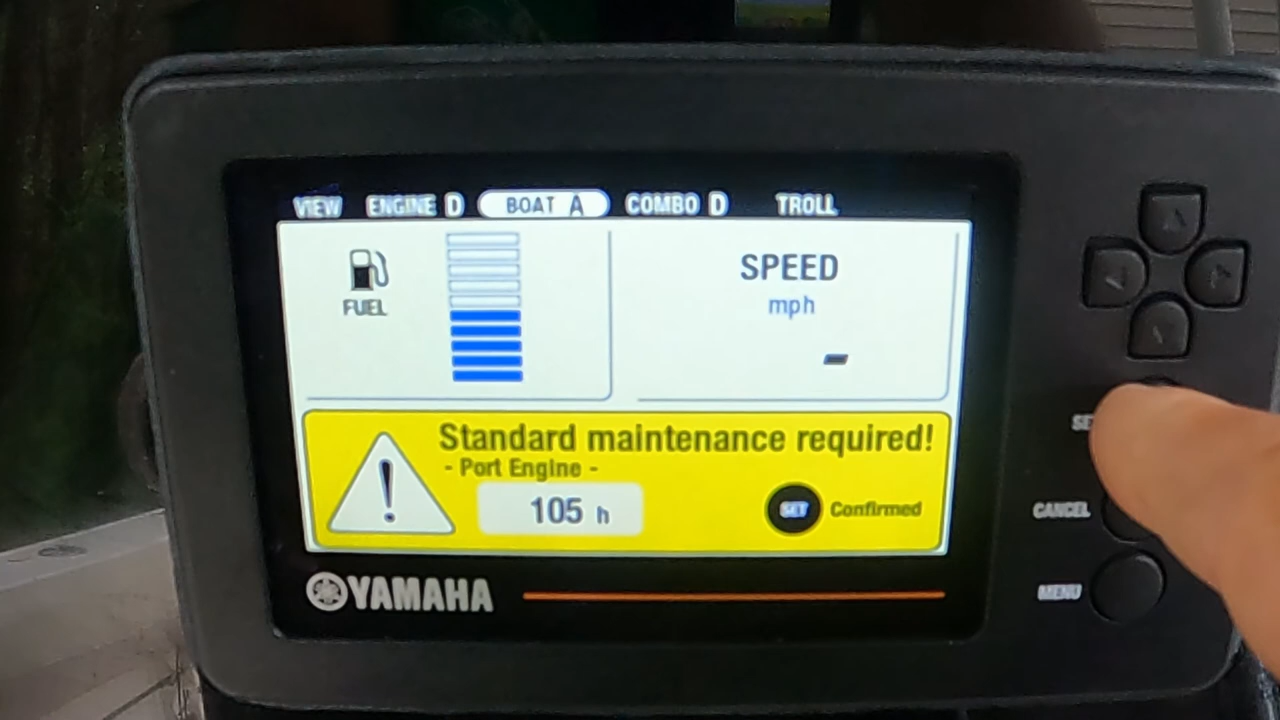 VIEW ENGINE D BOAT A COMBO D TROLL
FUEL
SPEED
mph
-
Standard maintenance required!
- Port Engine -
105 h
SET Confirmed
YAMAHA
CANCEL
MENU